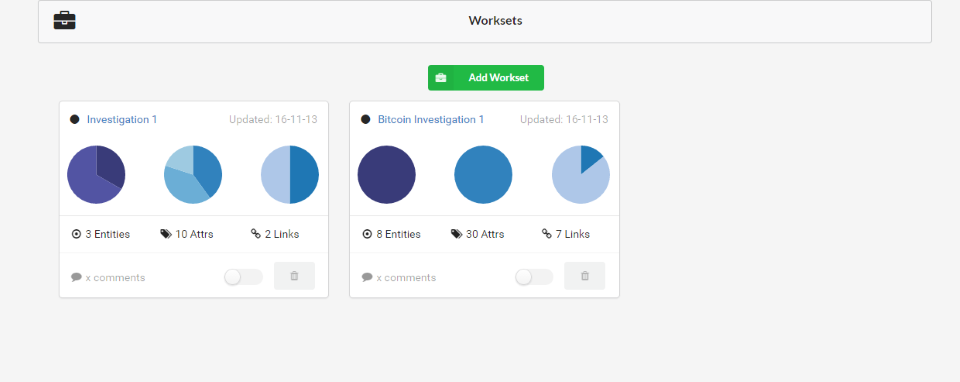 Worksets
Add Workset
Investigation 1 Updated: 16-11-13
3 Entities 10 Attrs 2 Links
x comments
Bitcoin Investigation 1 Updated: 16-11-13
8 Entities 30 Attrs 7 Links
x comments